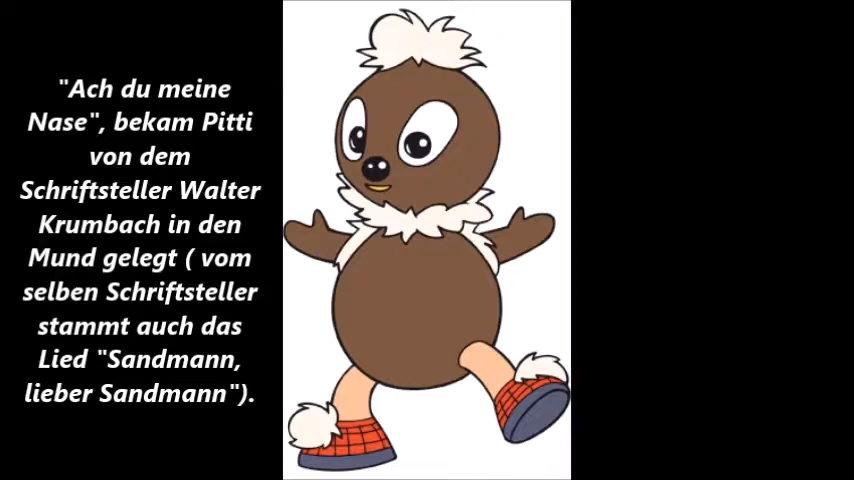 "Ach du meine
Nase", bekam Pitti
von dem
Schriftsteller Walter
Krumbach in den
Mund gelegt ( vom
selben Schriftsteller
stammt auch das
Lied "Sandmann,
lieber Sandmann").